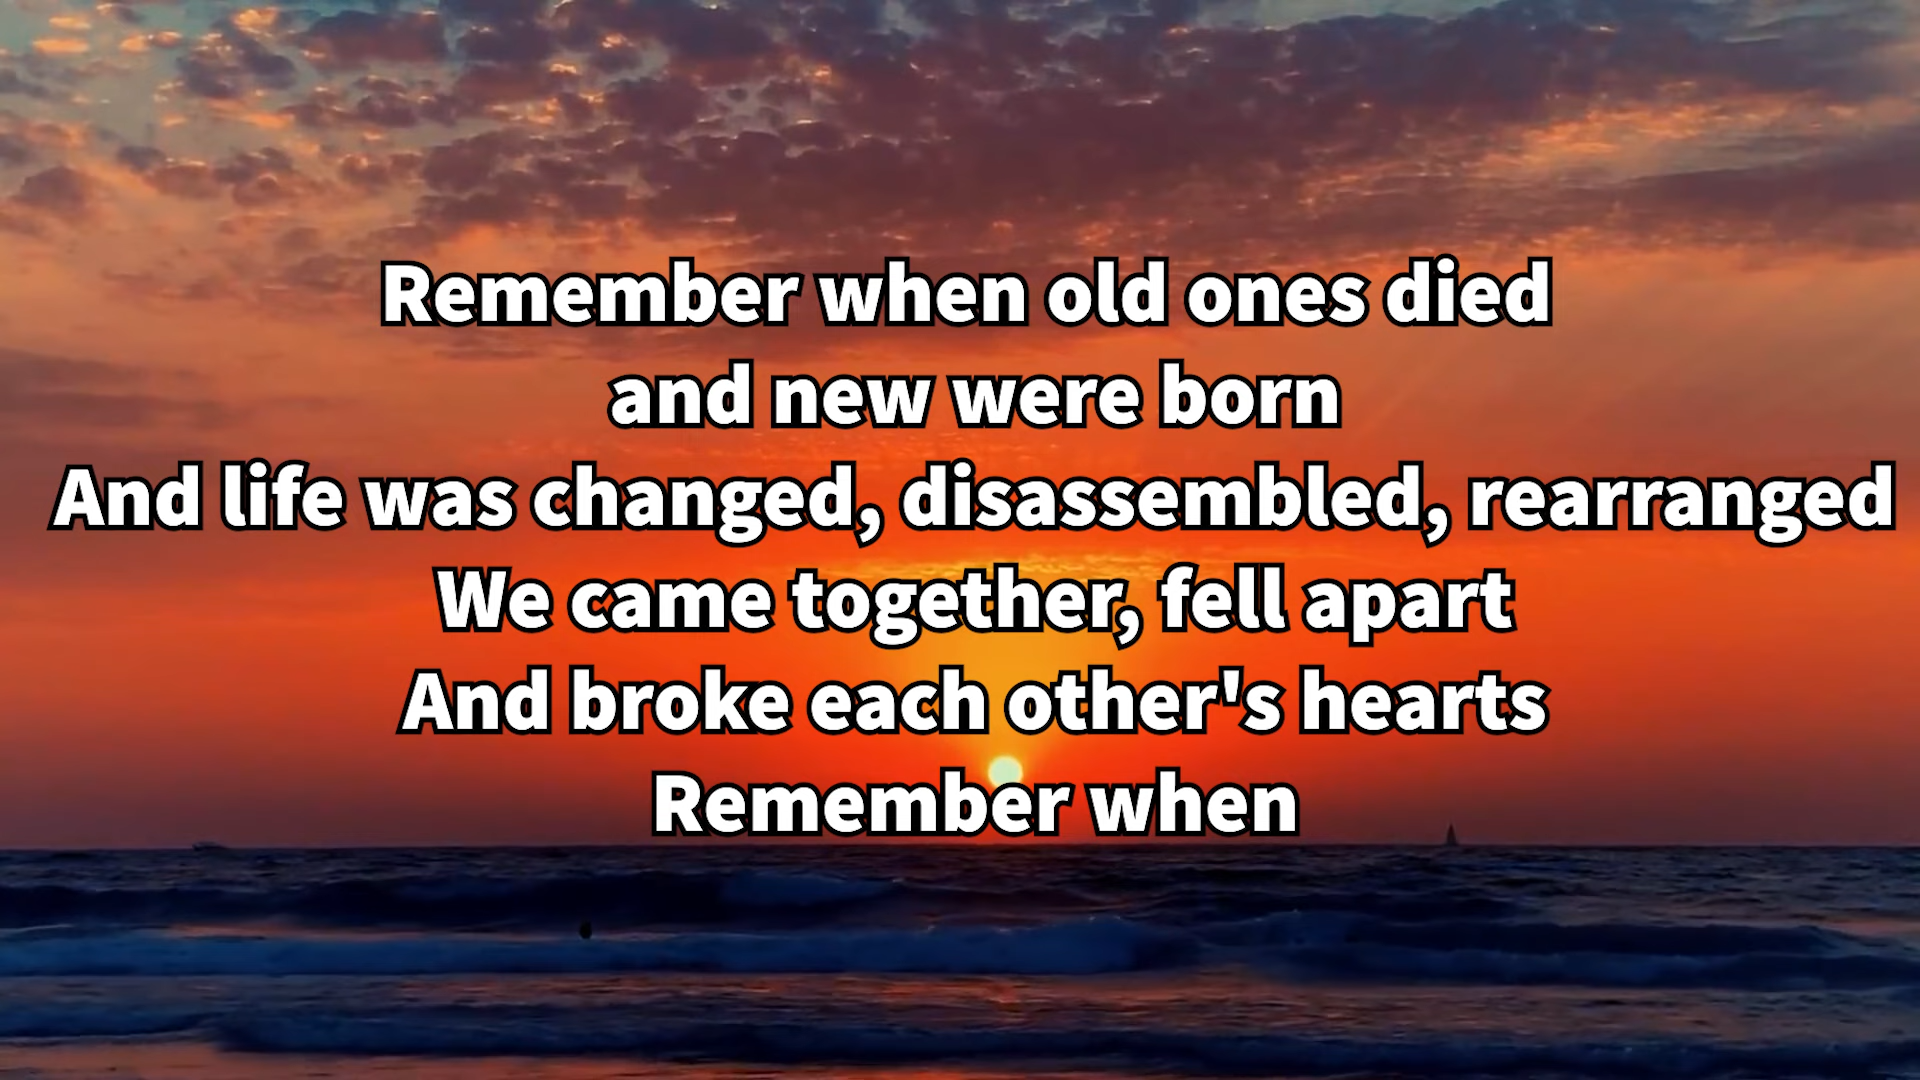 Remember when old ones died
and new were born
And life was changed, disassembled, rearranged
We came together, fell apart
And broke each other's hearts
Remember when